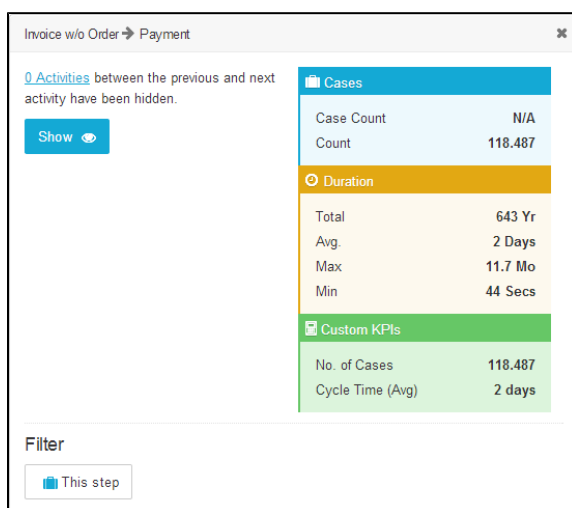 Invoice w/o Order → Payment ✖
0 Activities between the previous and next
activity have been hidden.
Show
Cases
Case Count N/A
Count 118.487
Duration
Total 643 Yr
Avg. 2 Days
Max 11.7 Mo
Min 44 Secs
Custom KPIs
No. of Cases 118.487
Cycle Time (Avg) 2 days
Filter
This step